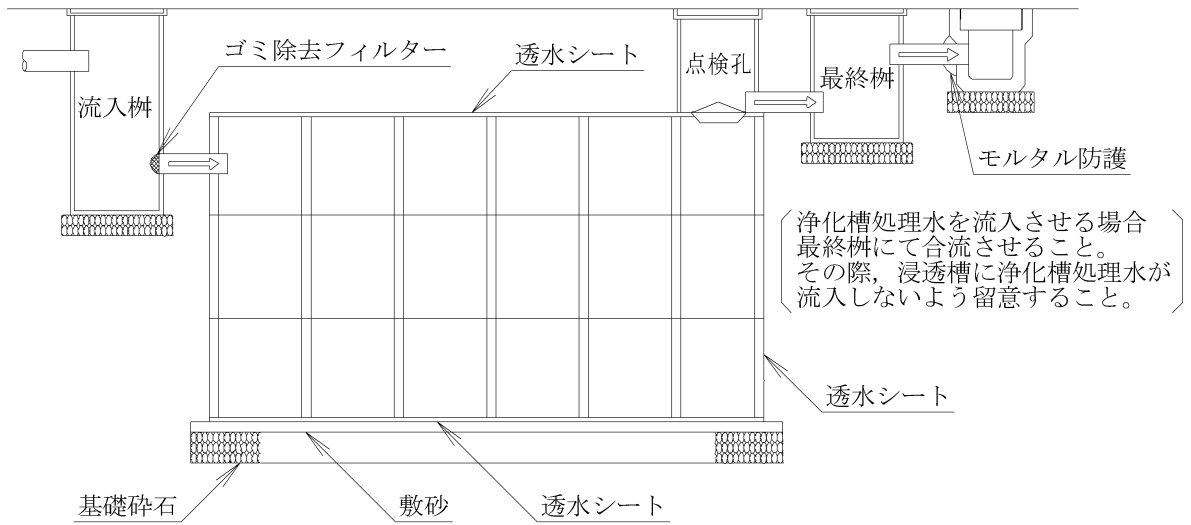 ゴミ除去フィルター
透水シート
点検孔
最終桝
流入桝
モルタル防護
浄化槽処理水を流入させる場合
最終桝にて合流させること。
その際，浸透槽に浄化槽処理水が
流入しないよう留意すること。
透水シート
基礎砕石
敷砂
透水シート